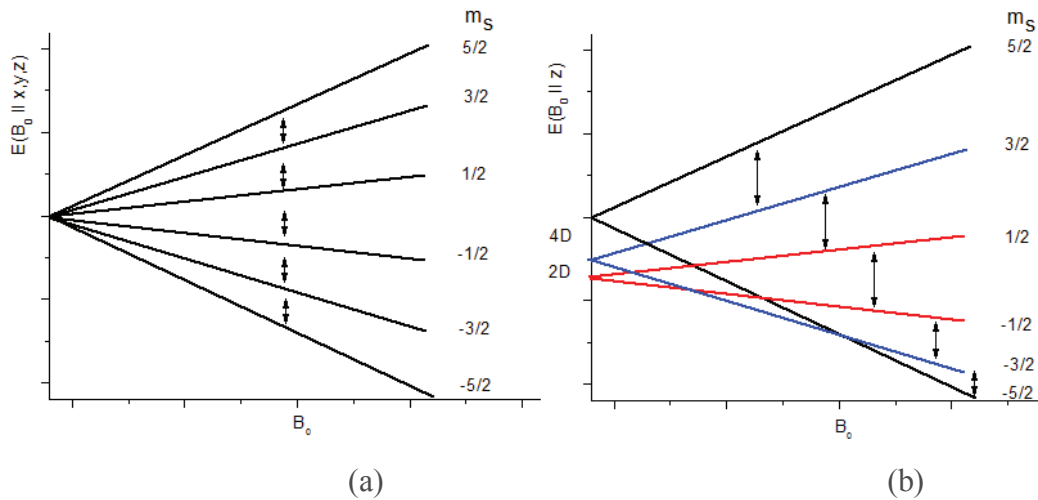 m_S
5/2
3/2
1/2
-1/2
-3/2
-5/2
E(B_0 || x,y,z)
B_0
(a)
m_S
5/2
3/2
1/2
-1/2
-3/2
-5/2
E(B_0 || z)
4D
2D
B_0
(b)